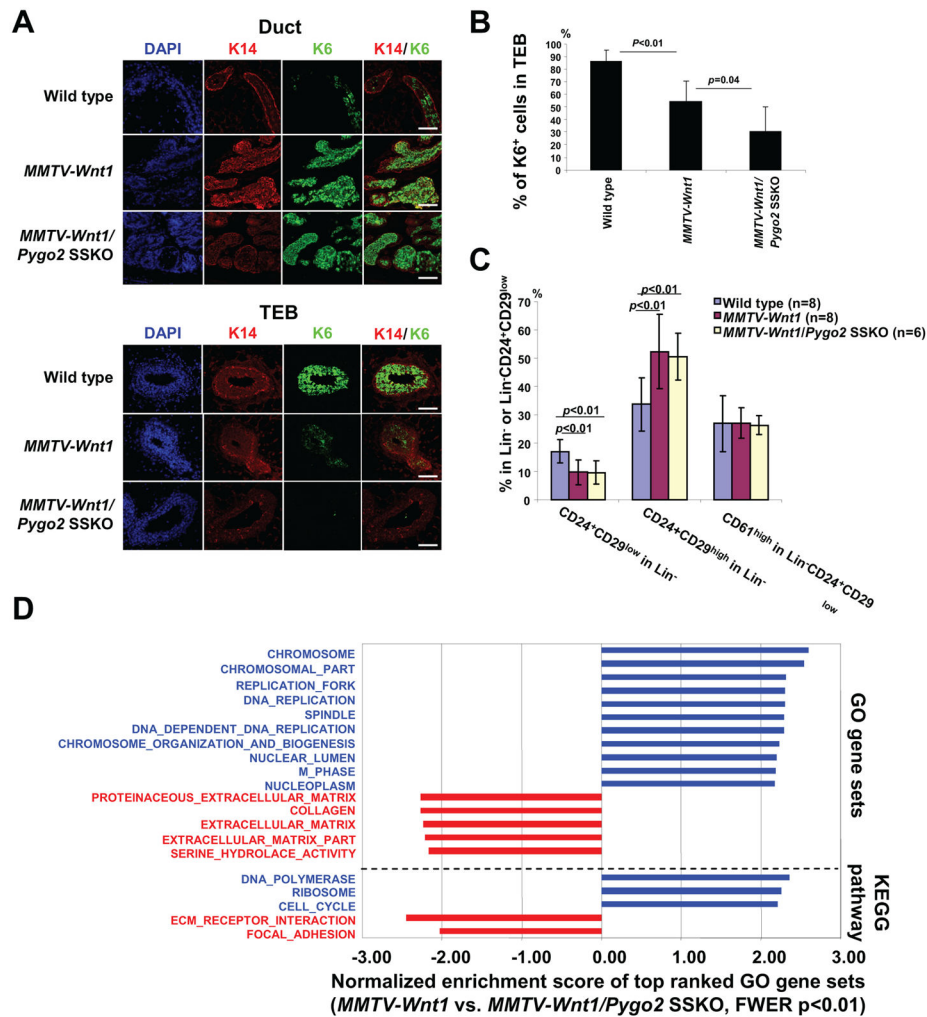 A
Duct
DAPI K14 K6 K14/K6
Wild type
MMTV-Wnt1
MMTV-Wnt1/
Pygo2 SSKO
TEB
DAPI K14 K6 K14/K6
Wild type
MMTV-Wnt1
MMTV-Wnt1/
Pygo2 SSKO
B
%
% of K6+ cells in TEB
100
90
80
70
60
50
40
30
20
10
0
P<0.01
p=0.04
Wild type
MMTV-Wnt1
MMTV-Wnt1/
Pygo2 SSKO
C
%
% in Lin- or Lin-CD24+CD29low
70
60
50
40
30
20
10
0
p<0.01
p<0.01
p<0.01
p<0.01
Wild type (n=8)
MMTV-Wnt1 (n=8)
MMTV-Wnt1/Pygo2 SSKO (n=6)
CD24+CD29low in Lin-
CD24+CD29high in Lin-
CD61high in Lin-CD24+CD29
low
D
CHROMOSOME
CHROMOSOMAL_PART
REPLICATION_FORK
DNA_REPLICATION
SPINDLE
DNA_DEPENDENT_DNA_REPLICATION
CHROMOSOME_ORGANIZATION_AND_BIOGENESIS
NUCLEAR_LUMEN
M_PHASE
NUCLEOPLASM
PROTEINACEOUS_EXTRACELLULAR_MATRIX
COLLAGEN
EXTRACELLULAR_MATRIX
EXTRACELLULAR_MATRIX_PART
SERINE_HYDROLACE_ACTIVITY
GO gene sets
DNA_POLYMERASE
RIBOSOME
CELL_CYCLE
ECM_RECEPTOR_INTERACTION
FOCAL_ADHESION
KEGG
pathway
-3.00 -2.00 -1.00 0.00 1.00 2.00 3.00
Normalized enrichment score of top ranked GO gene sets
(MMTV-Wnt1 vs. MMTV-Wnt1/Pygo2 SSKO, FWER p<0.01)